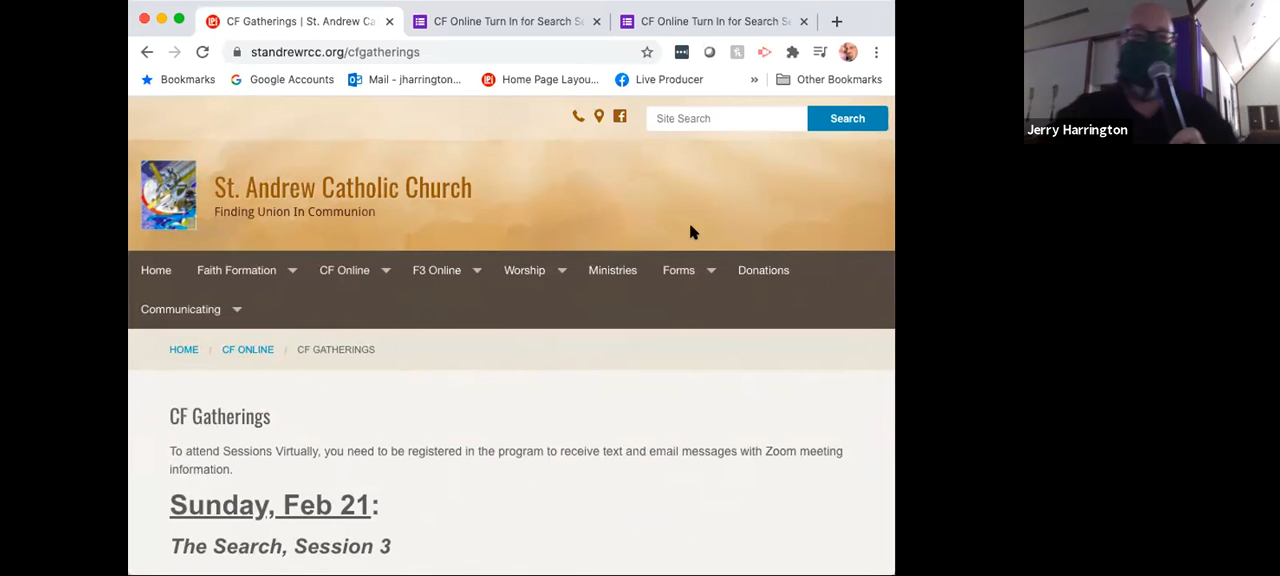 CF Gatherings | St. Andrew Ca
CF Online Turn In for Search Se
CF Online Turn In for Search Se
standrewrcc.org/cfgatherings
Bookmarks
Google Accounts
Mail - jharrington...
Home Page Layou...
Live Producer
»
Other Bookmarks
Site Search
Search
St. Andrew Catholic Church
Finding Union In Communion
Home
Faith Formation
CF Online
F3 Online
Worship
Ministries
Forms
Donations
Communicating
HOME / CF ONLINE / CF GATHERINGS
CF Gatherings
To attend Sessions Virtually, you need to be registered in the program to receive text and email messages with Zoom meeting
information.
Sunday, Feb 21:
The Search, Session 3
Jerry Harrington